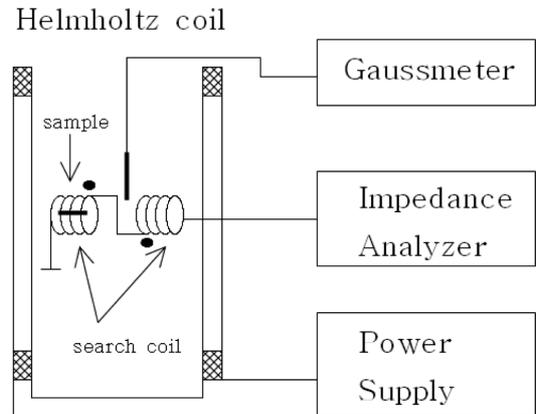 Helmholtz coil
Gaussmeter
sample
Impedance
Analyzer
search coil
Power
Supply